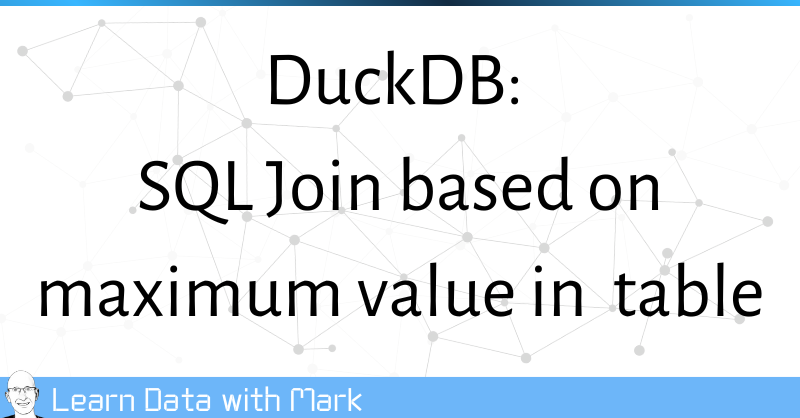 DuckDB:
SQL Join based on
maximum value in  table
Learn Data with Mark